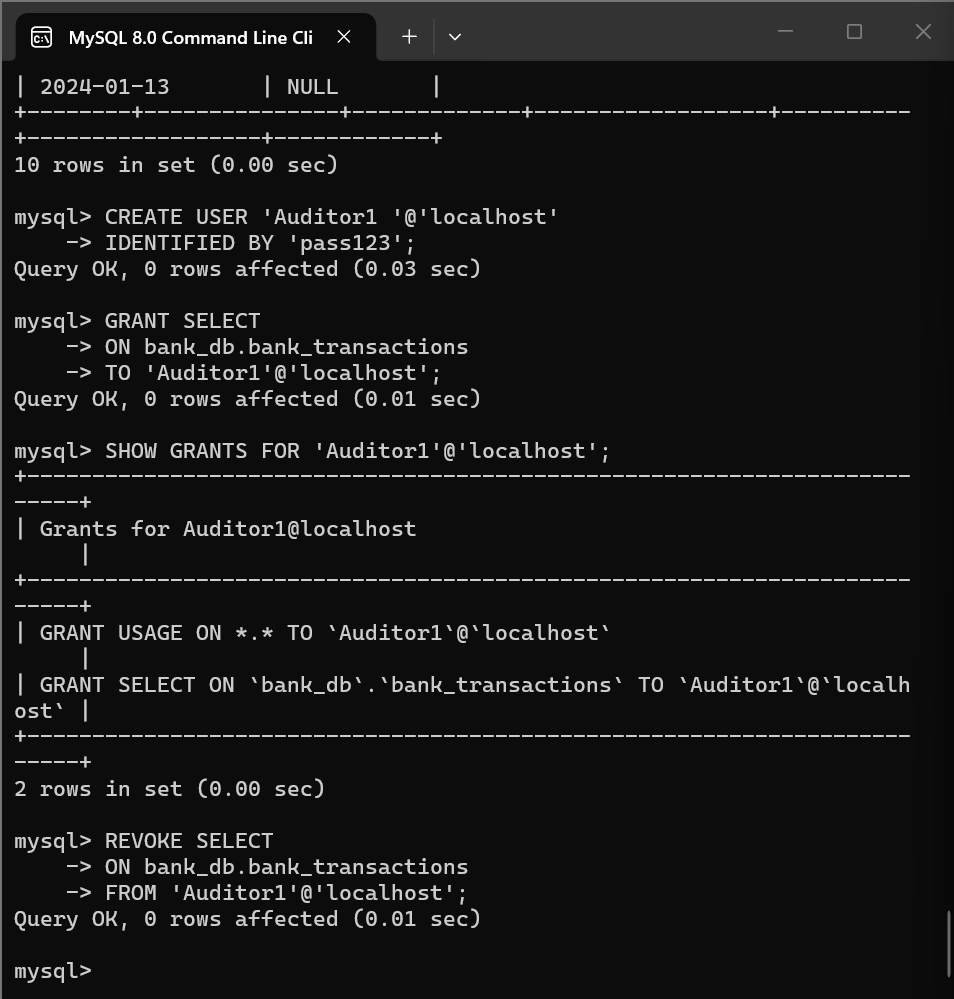 MySQL 8.0 Command Line Cli
| 2024-01-13       | NULL       |
+--------+---------------+-------------+------------------+----------
+------------------+------------+
10 rows in set (0.00 sec)
mysql> CREATE USER 'Auditor1 '@'localhost'
    -> IDENTIFIED BY 'pass123';
Query OK, 0 rows affected (0.03 sec)
mysql> GRANT SELECT
    -> ON bank_db.bank_transactions
    -> TO 'Auditor1'@'localhost';
Query OK, 0 rows affected (0.01 sec)
mysql> SHOW GRANTS FOR 'Auditor1'@'localhost';
+--------------------------------------------------------------------
-----+
| Grants for Auditor1@localhost
     |
+--------------------------------------------------------------------
-----+
| GRANT USAGE ON *.* TO `Auditor1`@`localhost`
     |
| GRANT SELECT ON `bank_db`.`bank_transactions` TO `Auditor1`@`localh
ost` |
+--------------------------------------------------------------------
-----+
2 rows in set (0.00 sec)
mysql> REVOKE SELECT
    -> ON bank_db.bank_transactions
    -> FROM 'Auditor1'@'localhost';
Query OK, 0 rows affected (0.01 sec)
mysql>